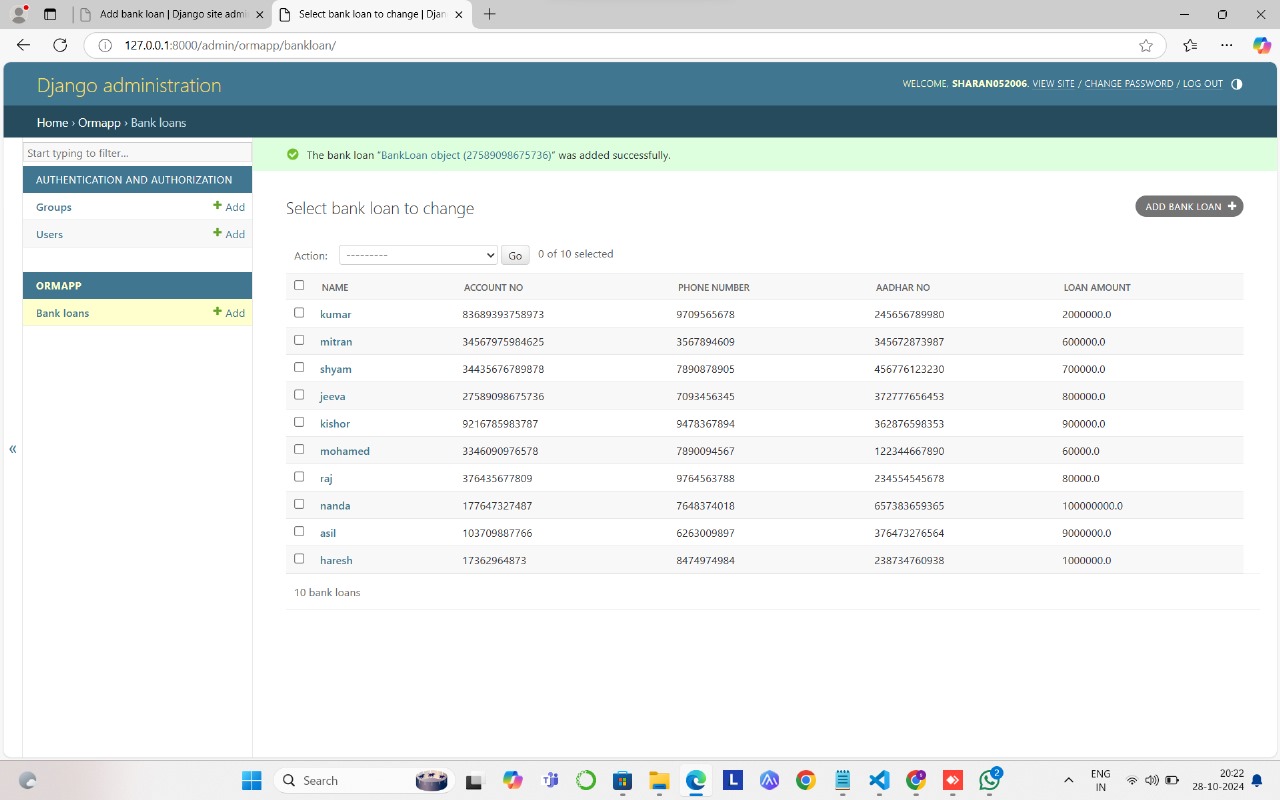 Add bank loan | Django site admi
Select bank loan to change | Djan
127.0.0.1:8000/admin/ormapp/bankloan/
Django administration
WELCOME, SHARAN052006. VIEW SITE / CHANGE PASSWORD / LOG OUT
Home › Ormapp › Bank loans
Start typing to filter...
AUTHENTICATION AND AUTHORIZATION
Groups Add
Users Add
ORMAPP
Bank loans Add
«
The bank loan “BankLoan object (27589098675736)” was added successfully.
Select bank loan to change
ADD BANK LOAN
Action: --------- Go 0 of 10 selected
NAME ACCOUNT NO PHONE NUMBER AADHAR NO LOAN AMOUNT
kumar 83689393758973 9709565678 245656789980 2000000.0
mitran 34567975984625 3567894609 345672873987 600000.0
shyam 34435676789878 7890878905 456776123230 700000.0
jeeva 27589098675736 7093456345 372777656453 800000.0
kishor 9216785983787 9478367894 362876598353 900000.0
mohamed 3346090976578 7890094567 122344667890 60000.0
raj 376435677809 9764563788 234554545678 80000.0
nanda 177647327487 7648374018 657383659365 100000000.0
asil 103709887766 6263009897 376473276564 9000000.0
haresh 17362964873 8474974984 238734760938 1000000.0
10 bank loans
Search
L
2
ENG
IN
20:22
28-10-2024